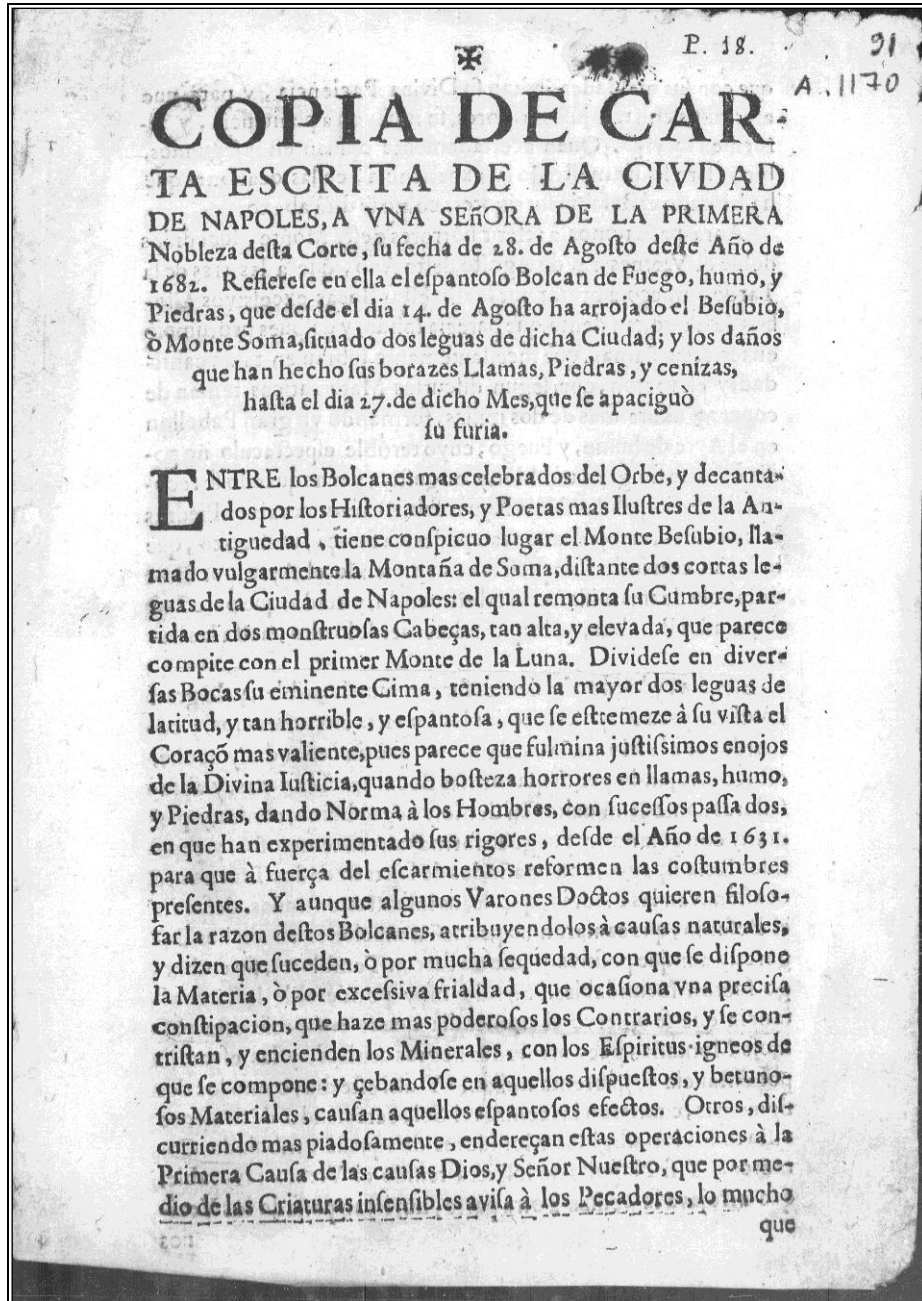 P. 18.
91
A. 1170
✠
COPIA DE CAR-
TA ESCRITA DE LA CIVDAD
DE NAPOLES, A VNA SEñORA DE LA PRIMERA
Nobleza deſta Corte, ſu fecha de 28. de Agoſto deſte Año de
1682. Refiereſe en ella el eſpantoſo Bolcan de Fuego, humo, y
Piedras, que deſde el dia 14. de Agoſto ha arrojado el Beſubio,
ò Monte Soma, ſituado dos leguas de dicha Ciudad; y los daños
que han hecho ſus borazes Llamas, Piedras, y cenizas,
haſta el dia 27. de dicho Mes, que ſe apaciguò
ſu furia.
ENTRE los Bolcanes mas celebrados del Orbe, y decanta-
dos por los Hiſtoriadores, y Poetas mas Iluſtres de la An-
tiguedad, tiene conſpicuo lugar el Monte Beſubio, lla-
mado vulgarmente la Montaña de Soma, diſtante dos cortas le-
guas de la Ciudad de Napoles: el qual remonta ſu Cumbre, par-
tida en dos monſtruoſas Cabeças, tan alta, y elevada, que parece
compite con el primer Monte de la Luna. Divideſe en diver-
ſas Bocas ſu eminente Cima, teniendo la mayor dos leguas de
latitud, y tan horrible, y eſpantoſa, que ſe eſtremeze à ſu viſta el
Coraçõ mas valiente, pues parece que fulmina juſtiſsimos enojos
de la Divina Iuſticia, quando boſteza horrores en llamas, humo,
y Piedras, dando Norma à los Hombres, con ſuceſſos paſſados,
en que han experimentado ſus rigores, deſde el Año de 1631.
para que à fuerça del eſcarmientos reformen las coſtumbres
preſentes. Y aunque algunos Varones Doctos quieren filoſo-
far la razon deſtos Bolcanes, atribuyendolos à cauſas naturales,
y dizen que ſuceden, ò por mucha ſequedad, con que ſe diſpone
la Materia, ò por exceſsiva frialdad, que ocaſiona vna preciſa
conſtipacion, que haze mas poderoſos los Contrarios, y ſe con-
triſtan, y encienden los Minerales, con los Eſpiritus igneos de
que ſe compone: y çebandoſe en aquellos diſpueſtos, y betuno-
ſos Materiales, cauſan aquellos eſpantoſos efectos. Otros, diſ-
curriendo mas piadoſamente, endereçan eſtas operaciones à la
Primera Cauſa de las cauſas Dios, y Señor Nueſtro, que por me-
dio de las Criaturas inſenſibles aviſa à los Pecadores, lo mucho
que